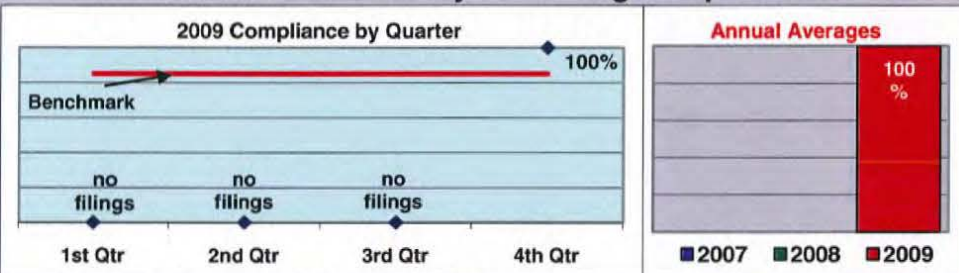 2009 Compliance by Quarter
100%
Benchmark
no
filings
no
filings
no
filings
1st Qtr
2nd Qtr
3rd Qtr
4th Qtr
Annual Averages
100
%
2007
2008
2009